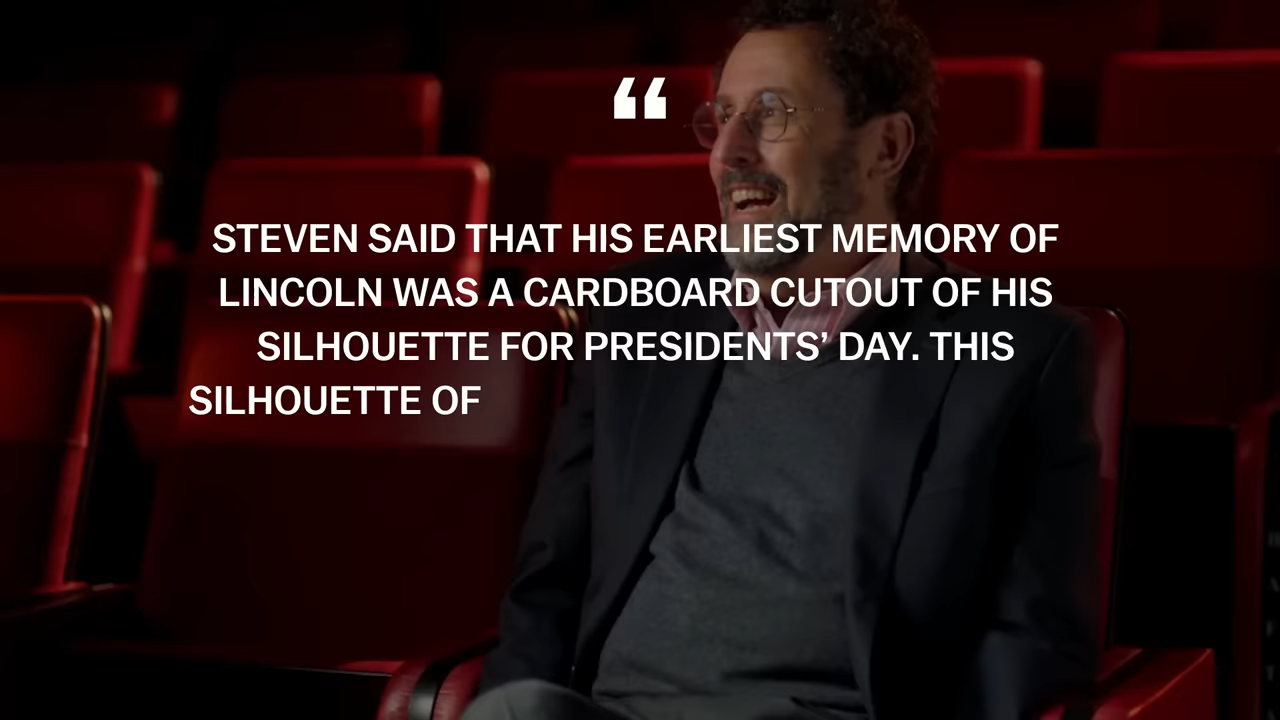 “
STEVEN SAID THAT HIS EARLIEST MEMORY OF
LINCOLN WAS A CARDBOARD CUTOUT OF HIS
SILHOUETTE FOR PRESIDENTS’ DAY. THIS
SILHOUETTE OF